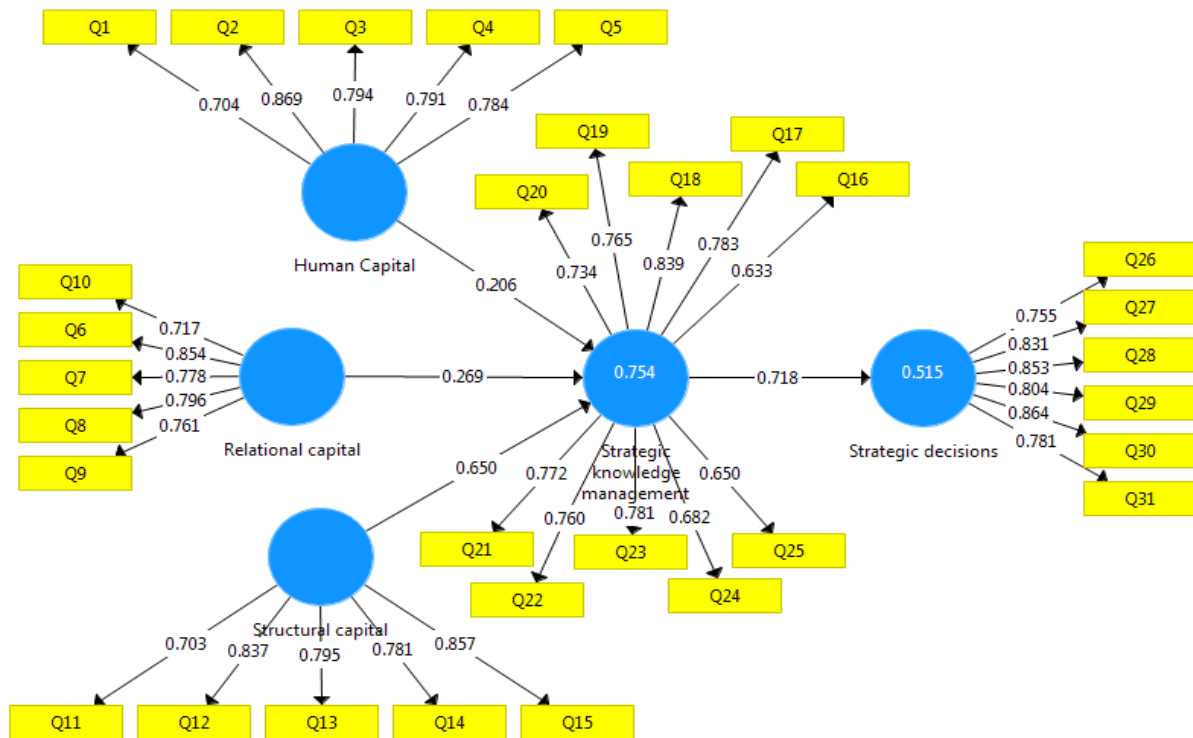 Q1 Q2 Q3 Q4 Q5
0.704 0.869 0.794 0.791 0.784
Human Capital
Q19 Q17
Q20 Q18 Q16
0.734 0.765 0.839 0.783 0.633
0.206
Q10
Q6
Q7
Q8
Q9
0.717
0.854
0.778
0.796
0.761
Relational capital
0.269
0.754
Strategic
knowledge
management
0.718
0.515
Strategic decisions
0.755
0.831
0.853
0.804
0.864
0.781
Q26
Q27
Q28
Q29
Q30
Q31
0.650
0.772 0.760 0.781 0.682 0.650
Q21 Q23 Q25
Q22 Q24
Structural capital
0.703 0.837 0.795 0.781 0.857
Q11 Q12 Q13 Q14 Q15